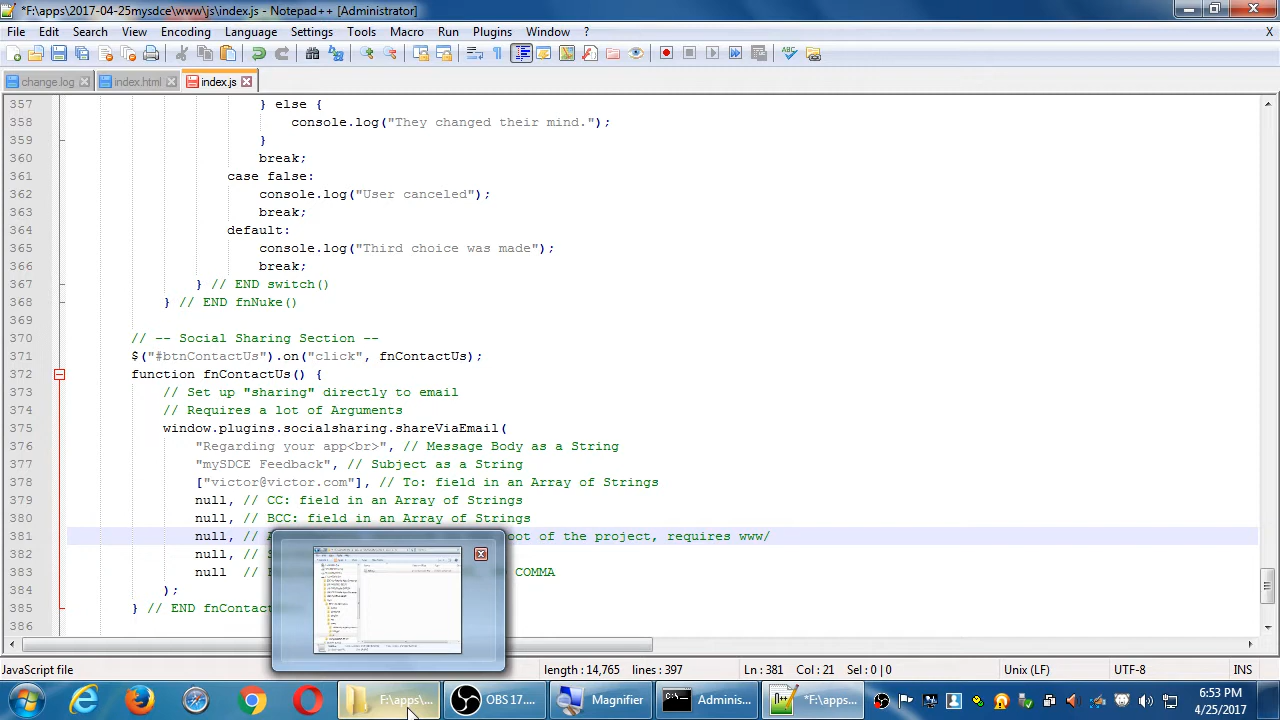 *F:\apps\2017-04-25mysdce\www\js\index.js - Notepad++ [Administrator]
File Edit Search View Encoding Language Settings Tools Macro Run Plugins Window ? X
change.log index.html index.js
357 } else {
358 console.log("They changed their mind.");
359 }
360 break;
361 case false:
362 console.log("User canceled");
363 break;
364 default:
365 console.log("Third choice was made");
366 break;
367 } // END switch()
368 } // END fnNuke()
369
370 // -- Social Sharing Section --
371 $("#btnContactUs").on("click", fnContactUs);
372 function fnContactUs() {
373 // Set up "sharing" directly to email
374 // Requires a lot of Arguments
375 window.plugins.socialsharing.shareViaEmail(
376 "Regarding your app<br>", // Message Body as a String
377 "mySDCE Feedback", // Subject as a String
378 ["victor@victor.com"], // To: field in an Array of Strings
379 null, // CC: field in an Array of Strings
380 null, // BCC: field in an Array of Strings
381 null, // oot of the project, requires www/
382 null, //
383 null // COMMA
384 );
385 } // END fnContac
386
JavaScript file length : 14,765 lines : 397 Ln : 381 Col : 21 Sel : 0 | 0 Unix (LF) UTF-8 INS
F:\apps\... OBS 17.... Magnifier Adminis... *F:\apps... 6:53 PM
4/25/2017